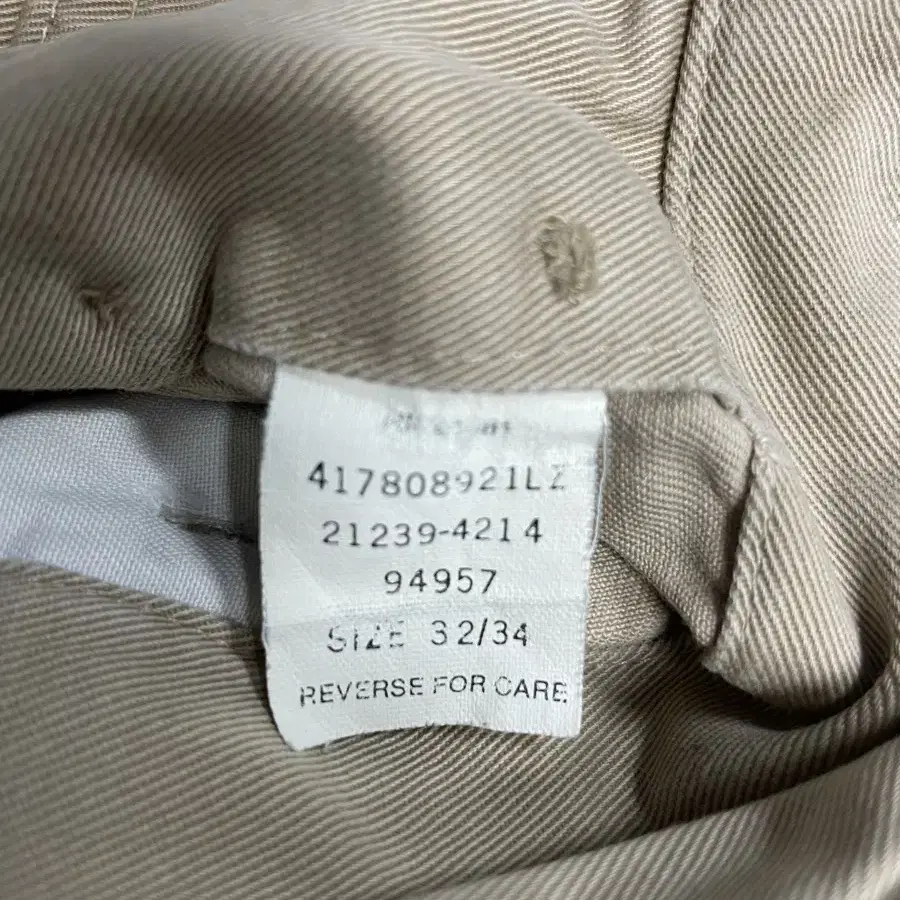 417808921LZ
21239-4214
94957
SIZE 32/34
REVERSE FOR CARE